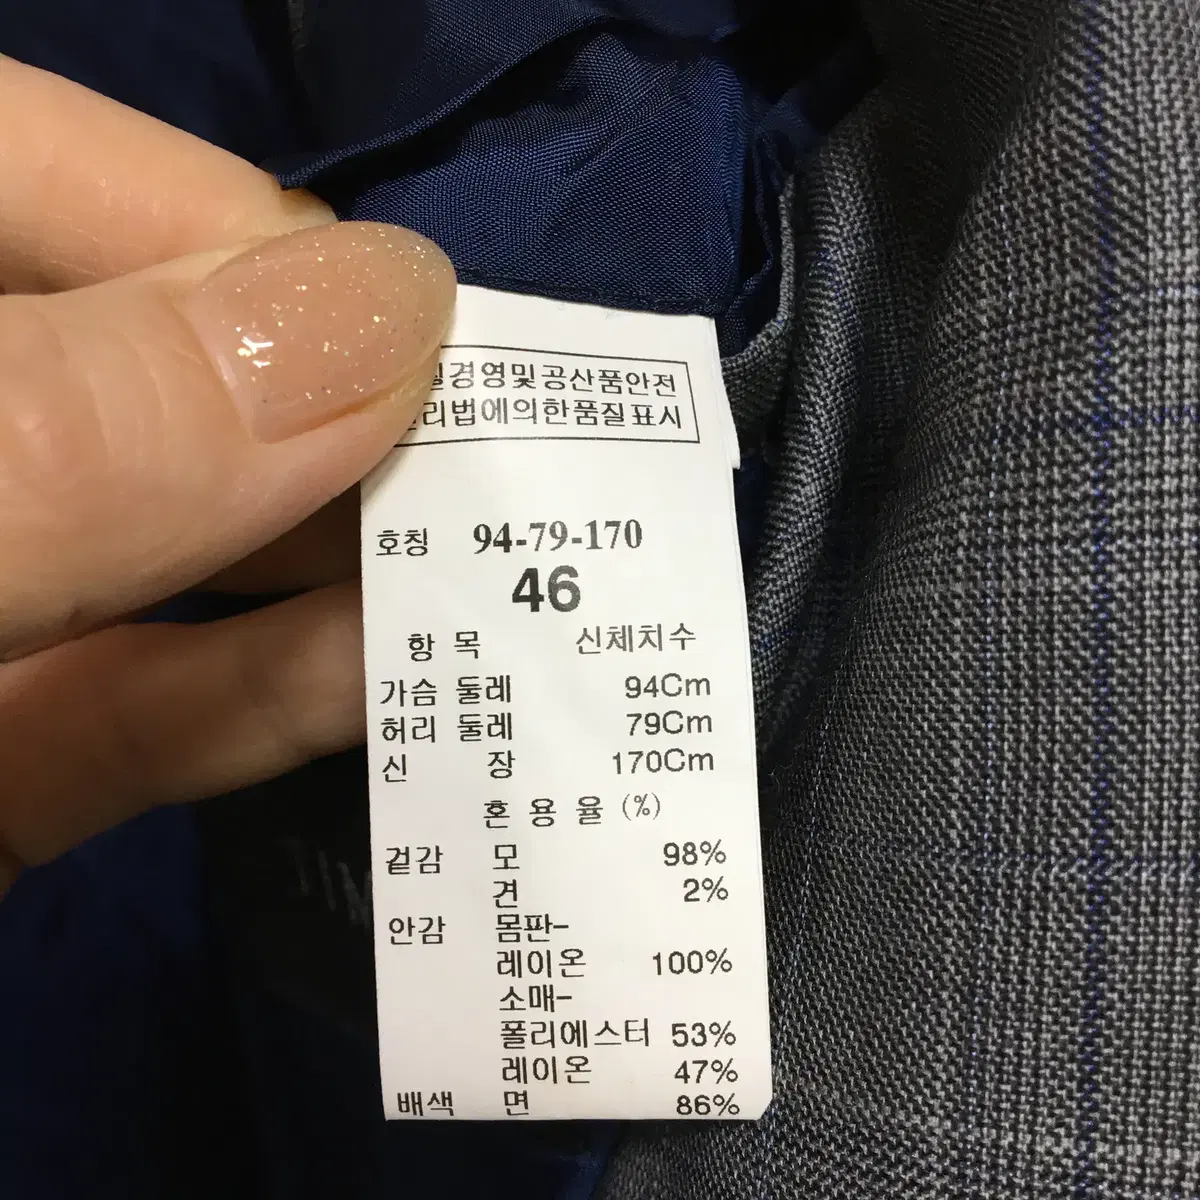 경영및공산품안전
리법에의한품질표시
호칭 94-79-170
46
항 목 신체치수
가슴 둘레 94Cm
허리 둘레 79Cm
신 장 170Cm
혼 용 율 (%)
겉감 모 98%
견 2%
안감 몸판-
레이온 100%
소매-
폴리에스터 53%
레이온 47%
배색 면 86%